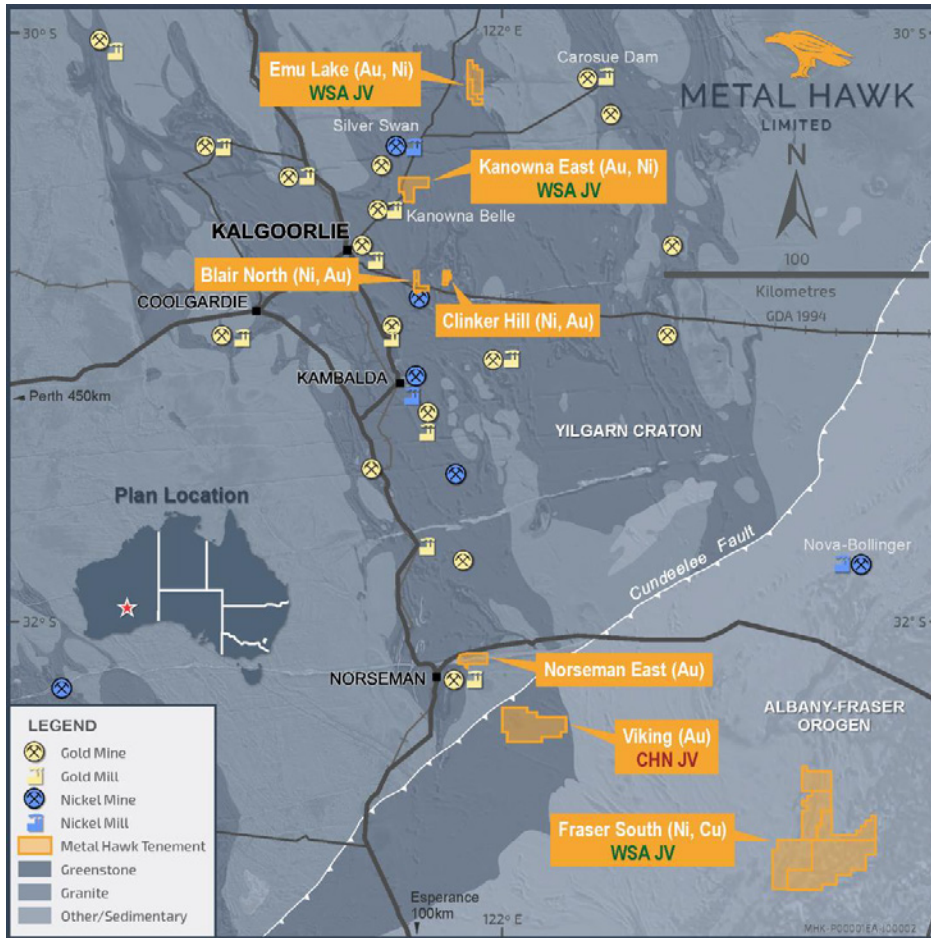 30° S
122° E
30° S
Carosue Dam
METAL HAWK
LIMITED
Emu Lake (Au, Ni)
WSA JV
Silver Swan
N
Kanowna East (Au, Ni)
WSA JV
Kanowna Belle
KALGOORLIE
Blair North (Ni, Au)
100
Kilometres
GDA 1994
COOLGARDIE
Clinker Hill (Ni, Au)
KAMBALDA
Perth 450km
YILGARN CRATON
Plan Location
Cundeelee Fault
Nova-Bollinger
32° S
32° S
NORSEMAN
Norseman East (Au)
ALBANY-FRASER
OROGEN
Viking (Au)
CHN JV
Fraser South (Ni, Cu)
WSA JV
LEGEND
Gold Mine
Gold Mill
Nickel Mine
Nickel Mill
Metal Hawk Tenement
Greenstone
Granite
Other/Sedimentary
Esperance
100km
122° E
MHK-P00001EA-J00002